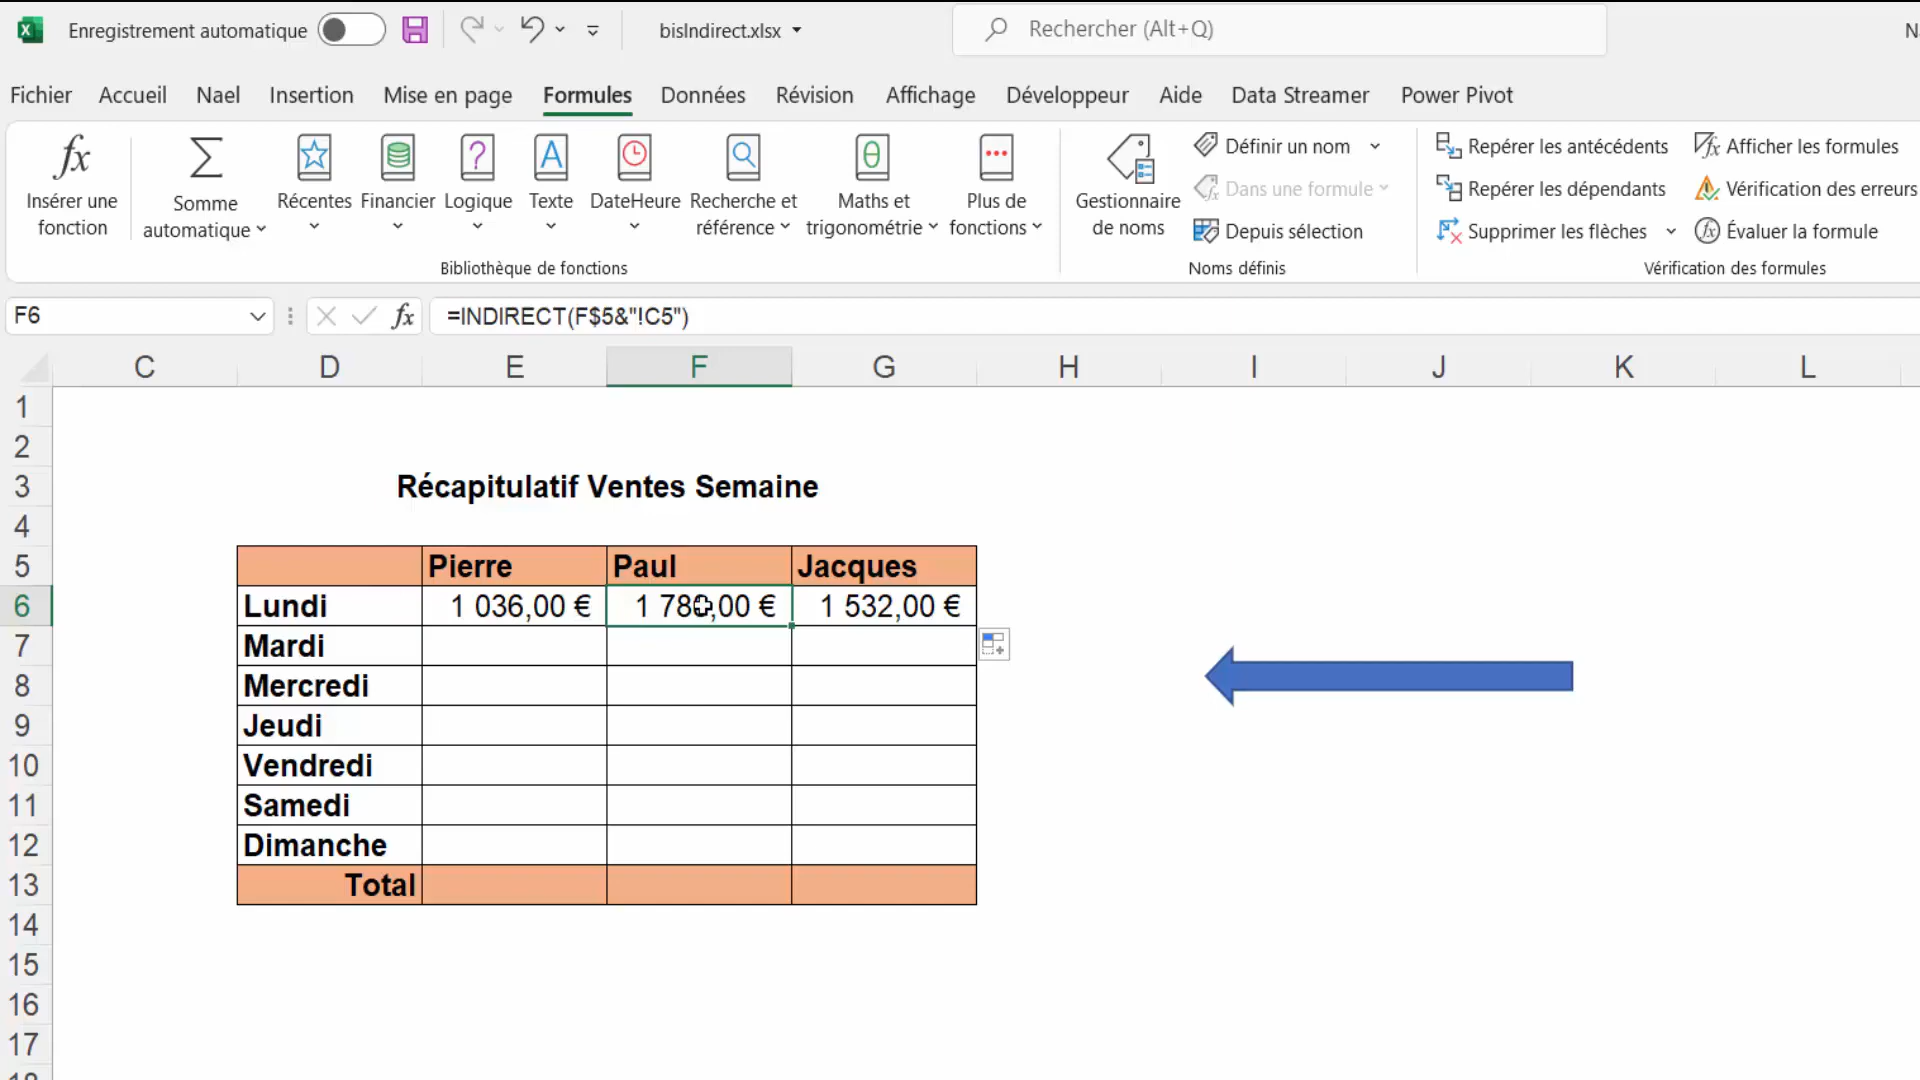 Enregistrement automatique
bisIndirect.xlsx
Rechercher (Alt+Q)
N
Fichier Accueil Nael Insertion Mise en page Formules Données Révision Affichage Développeur Aide Data Streamer Power Pivot
Insérer une fonction
Somme automatique
Récentes
Financier
Logique
Texte
DateHeure
Recherche et référence
Maths et trigonométrie
Plus de fonctions
Bibliothèque de fonctions
Gestionnaire de noms
Définir un nom
Dans une formule
Depuis sélection
Noms définis
Repérer les antécédents
Repérer les dépendants
Supprimer les flèches
Afficher les formules
Vérification des erreurs
Évaluer la formule
Vérification des formules
F6 fx =INDIRECT(F$5&"!C5")
C D E F G H I J K L
1
2
3 Récapitulatif Ventes Semaine
4
5 Pierre Paul Jacques
6 Lundi 1 036,00 € 1 ,00 € 1 532,00 €
7 Mardi
8 Mercredi
9 Jeudi
10 Vendredi
11 Samedi
12 Dimanche
13 Total
14
15
16
17